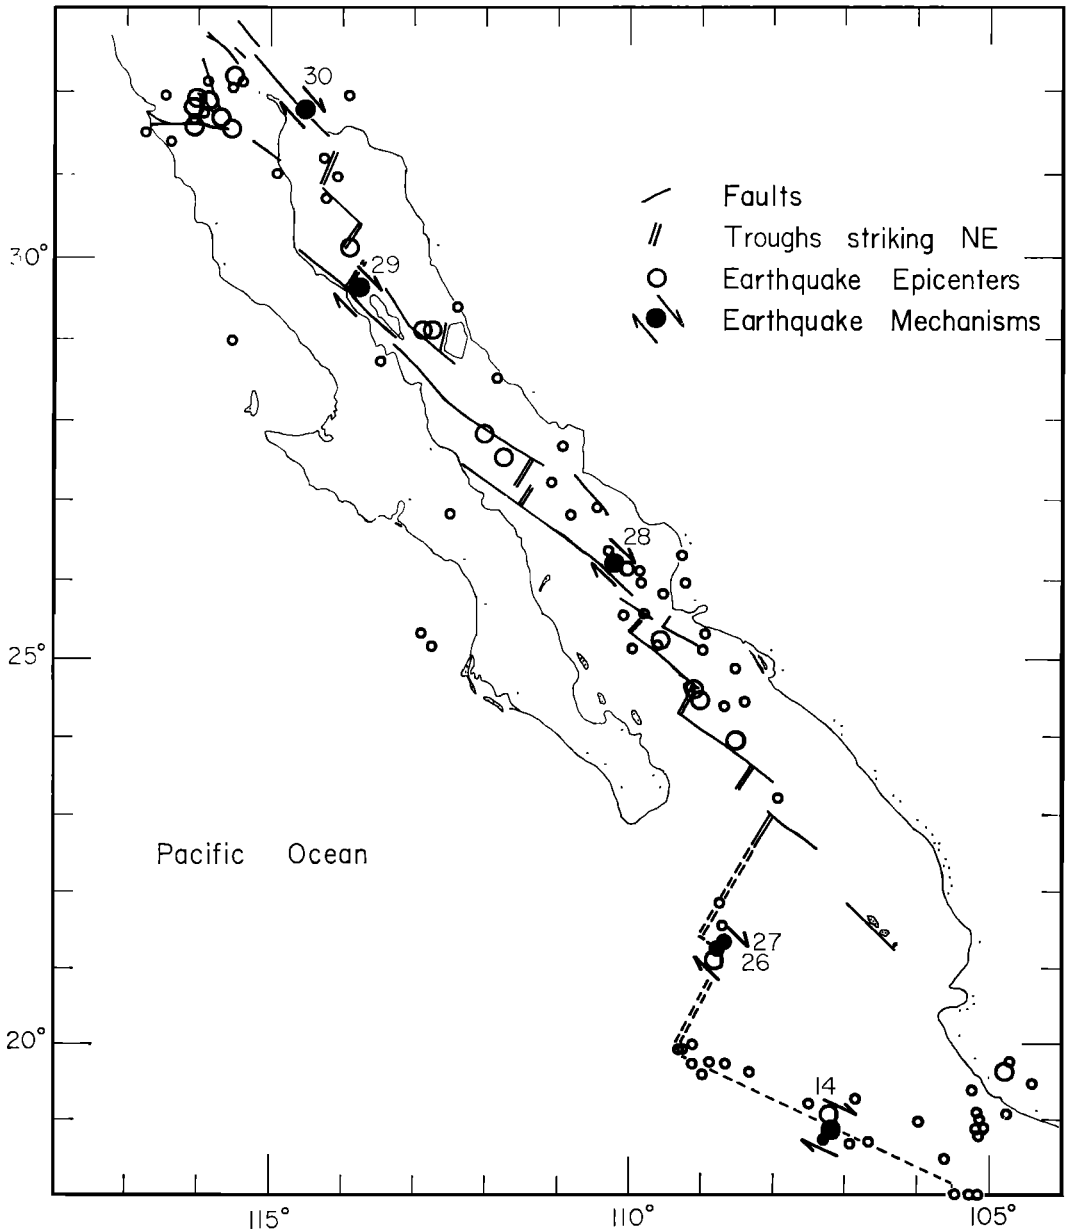 30
Faults
Troughs striking NE
30°
29
Earthquake Epicenters
Earthquake Mechanisms
28
25°
Pacific Ocean
27
26
20°
14
115°
110°
105°